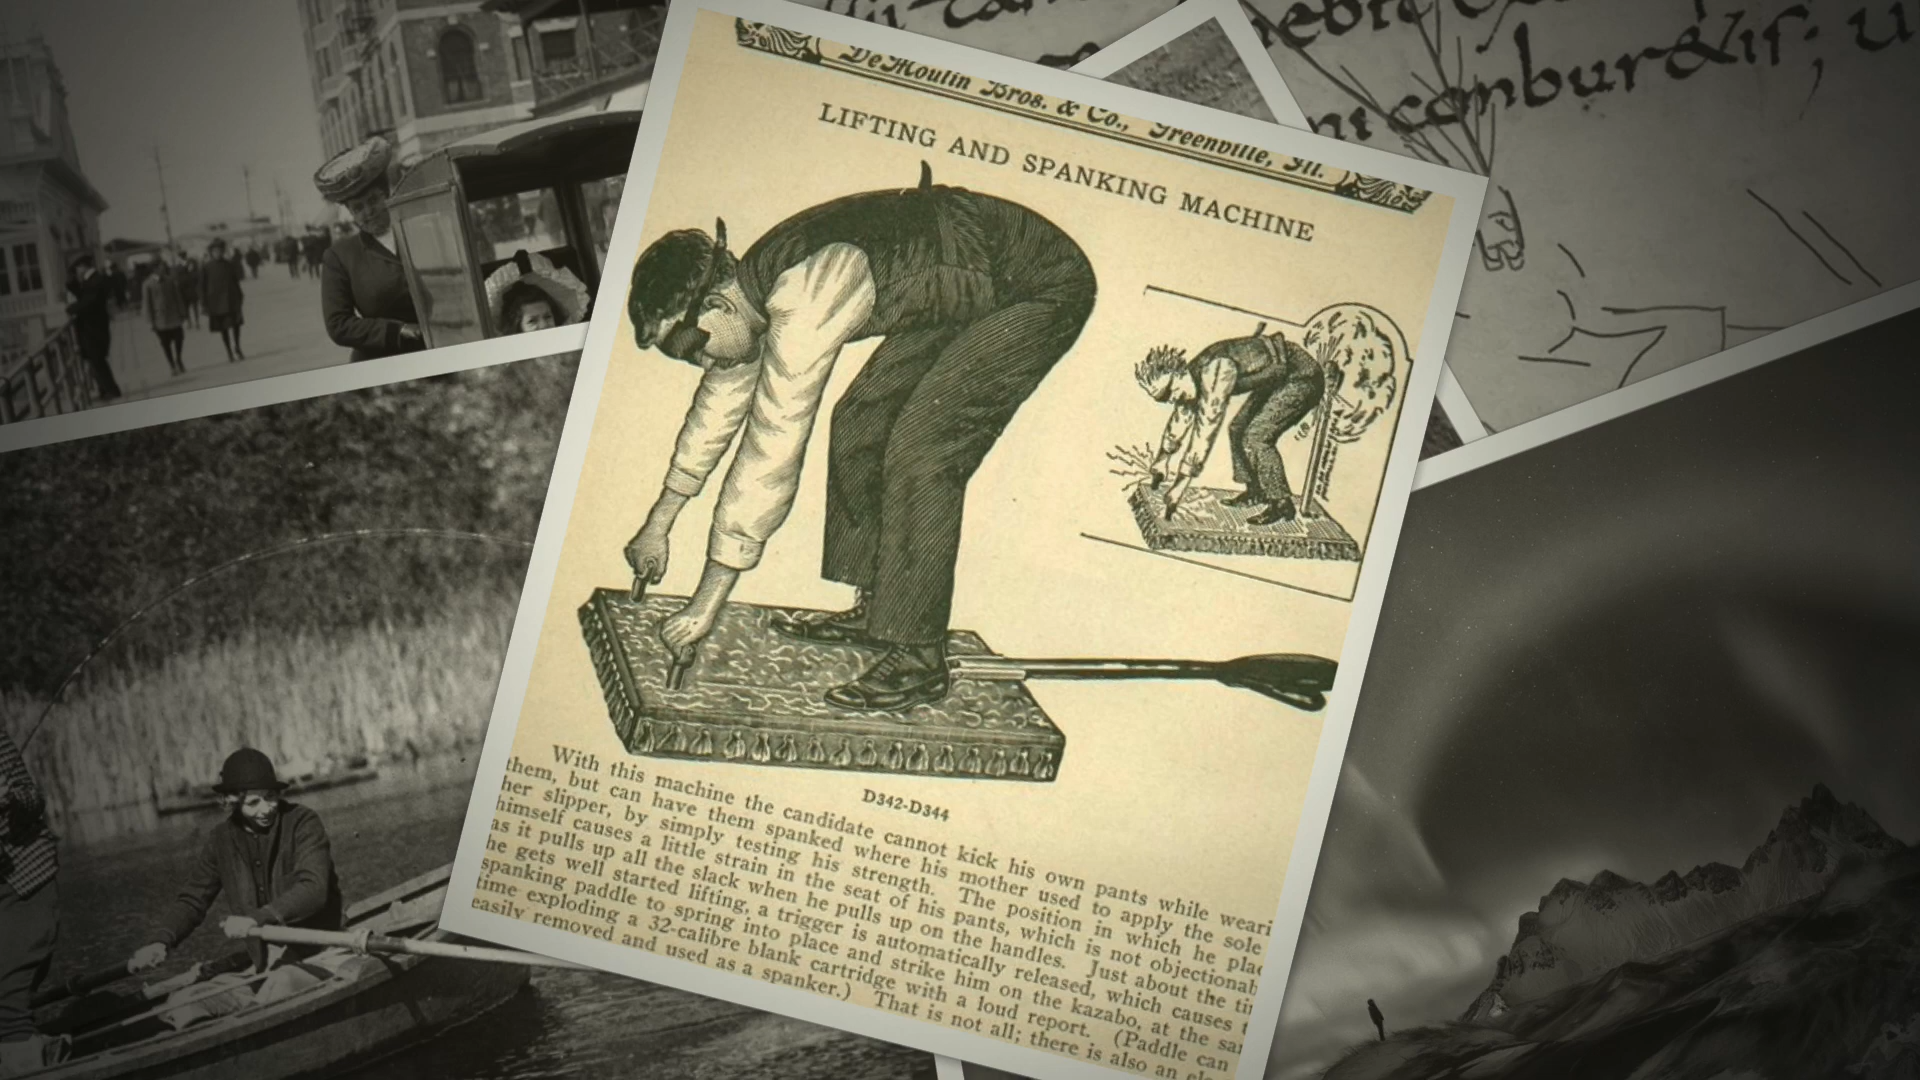 DeMoulin Bros. & Co., Greenville, Ill.
LIFTING AND SPANKING MACHINE
D342-D344
With this machine the candidate cannot kick his own pants while
them, but can have them spanked where his mother used to apply the sole
her slipper, by simply testing his strength. The position in which he
himself causes a little strain in the seat of his pants, which is not
as it pulls up all the slack when he pulls up on the handles. Just about the
he gets well started lifting, a trigger is automatically released, which causes
spanking paddle to spring into place and strike him on the kazabo, at the
time exploding a 32-calibre blank cartridge with a loud report. (Paddle can
easily removed and used as a spanker.) That is not all; there is also an
conbur&is; u